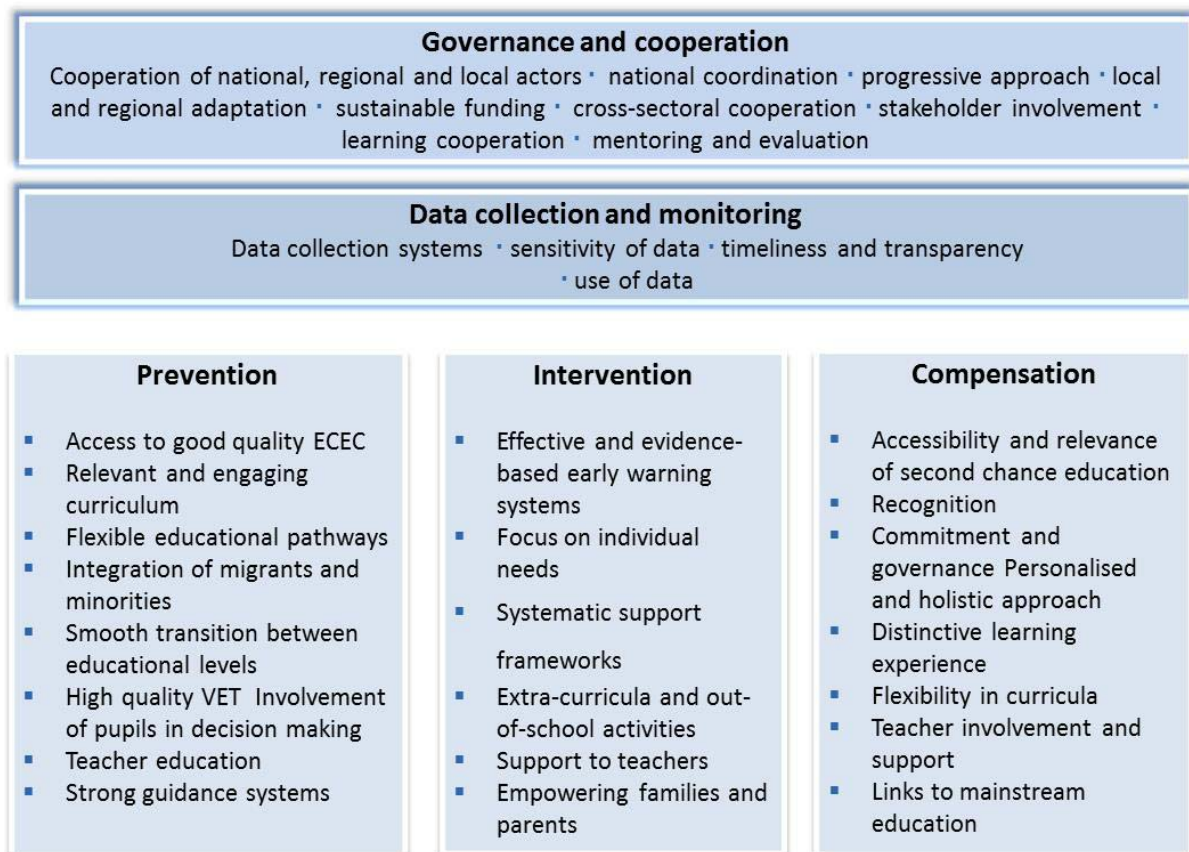 Governance and cooperation
Cooperation of national, regional and local actors · national coordination · progressive approach · local
and regional adaptation · sustainable funding · cross-sectoral cooperation · stakeholder involvement ·
learning cooperation · mentoring and evaluation
Data collection and monitoring
Data collection systems · sensitivity of data · timeliness and transparency
· use of data
Prevention
▪ Access to good quality ECEC
▪ Relevant and engaging
curriculum
▪ Flexible educational pathways
▪ Integration of migrants and
minorities
▪ Smooth transition between
educational levels
▪ High quality VET Involvement
of pupils in decision making
▪ Teacher education
▪ Strong guidance systems
Intervention
▪ Effective and evidence-
based early warning
systems
▪ Focus on individual
needs
▪ Systematic support
frameworks
▪ Extra-curricula and out-
of-school activities
▪ Support to teachers
▪ Empowering families and
parents
Compensation
▪ Accessibility and relevance
of second chance education
▪ Recognition
▪ Commitment and
governance Personalised
and holistic approach
▪ Distinctive learning
experience
▪ Flexibility in curricula
▪ Teacher involvement and
support
▪ Links to mainstream
education